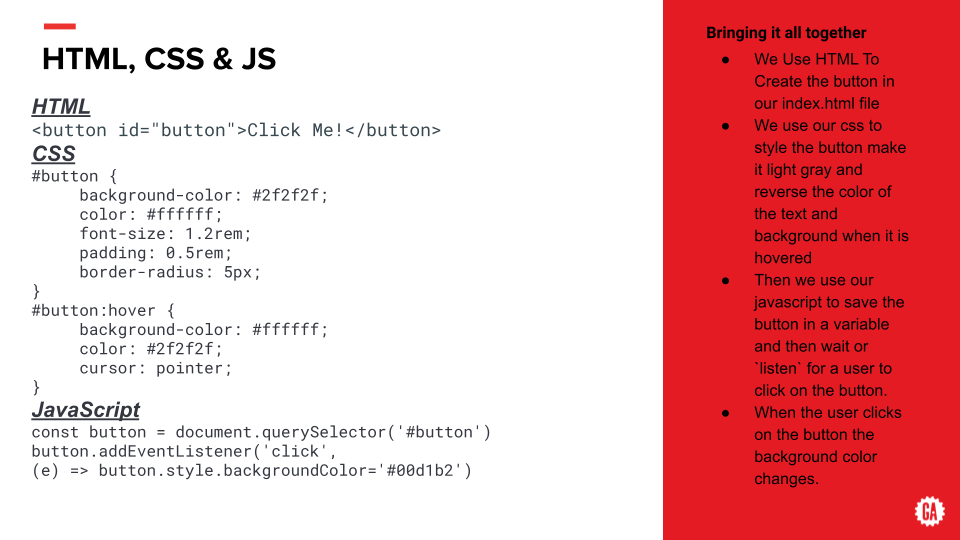 HTML, CSS & JS
HTML
<button id="button">Click Me!</button>
CSS
#button {
background-color: #2f2f2f;
color: #ffffff;
font-size: 1.2rem;
padding: 0.5rem;
border-radius: 5px;
}
#button:hover {
background-color: #ffffff;
color: #2f2f2f;
cursor: pointer;
}
JavaScript
const button = document.querySelector('#button')
button.addEventListener('click',
(e) => button.style.backgroundColor='#00d1b2')
Bringing it all together
● We Use HTML To
Create the button in
our index.html file
● We use our css to
style the button make
it light gray and
reverse the color of
the text and
background when it is
hovered
● Then we use our
javascript to save the
button in a variable
and then wait or
`listen` for a user to
click on the button.
● When the user clicks
on the button the
background color
changes.
GA